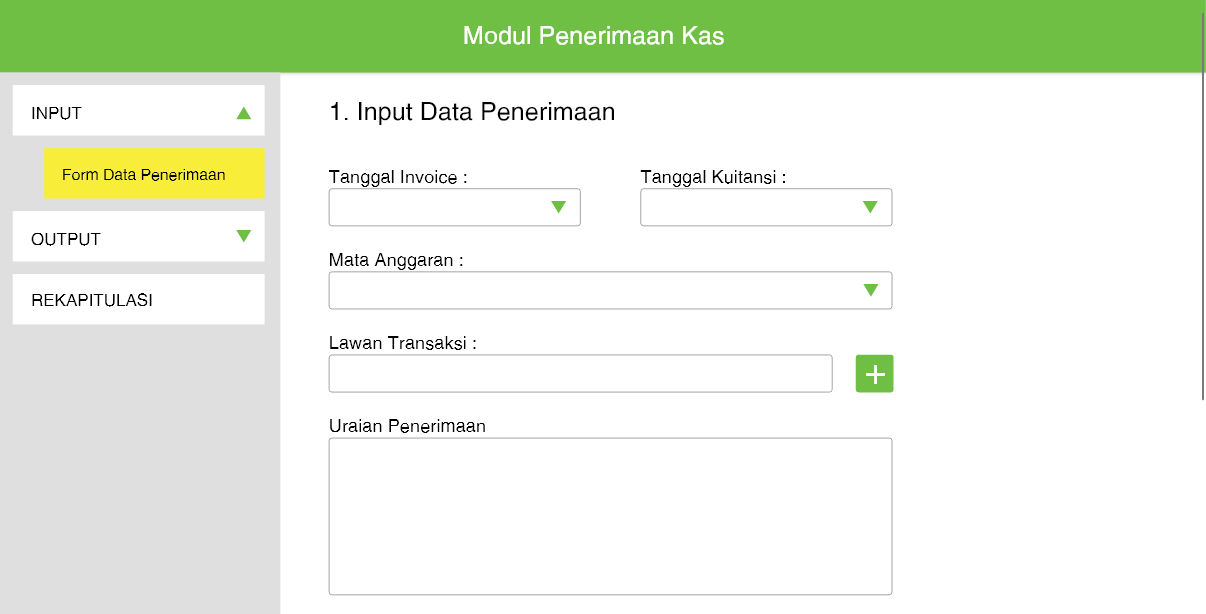 Modul Penerimaan Kas
INPUT
Form Data Penerimaan
OUTPUT
REKAPITULASI
1. Input Data Penerimaan
Tanggal Invoice :
Tanggal Kuitansi :
Mata Anggaran :
Lawan Transaksi :
Uraian Penerimaan